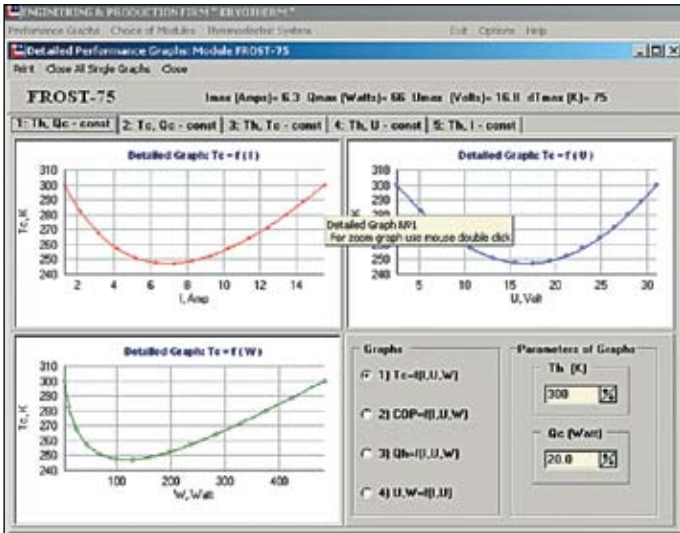 ENGINEERING & PRODUCTION FIRM " KRYOTHERM "
Performance Graphs Choice of Modules Thermoelectric System Exit Options Help
Detailed Performance Graphs: Module FROST-75
Print Close All Single Graphs Close
FROST-75 Imax (Amps)= 6.3 Qmax (Watts)= 66 Umax (Volts)= 16.8 dTmax (K)= 75
1: Th, Qc - const 2: Tc, Qc - const 3: Th, Tc - const 4: Th, U - const 5: Th, I - const
Detailed Graph: Tc = f ( I )
310
300
290
280
270
260
250
240
Tc, K
2 4 6 8 10 12 14
I, Amp
Detailed Graph: Tc = f ( U )
310
300
290
250
240
5 10 15 20 25 30
U, Volt
Detailed Graph №1
For zoom graph use mouse double click
Detailed Graph: Tc = f ( W )
310
300
290
280
270
260
250
240
Tc, K
100 200 300 400
W, Watt
Graphs
1) Tc=f(I,U,W)
2) COP=f(I,U,W)
3) Qh=f(I,U,W)
4) U,W=f(I,U)
Parameters of Graphs
Th (K)
300
Qc (Watt)
20.0